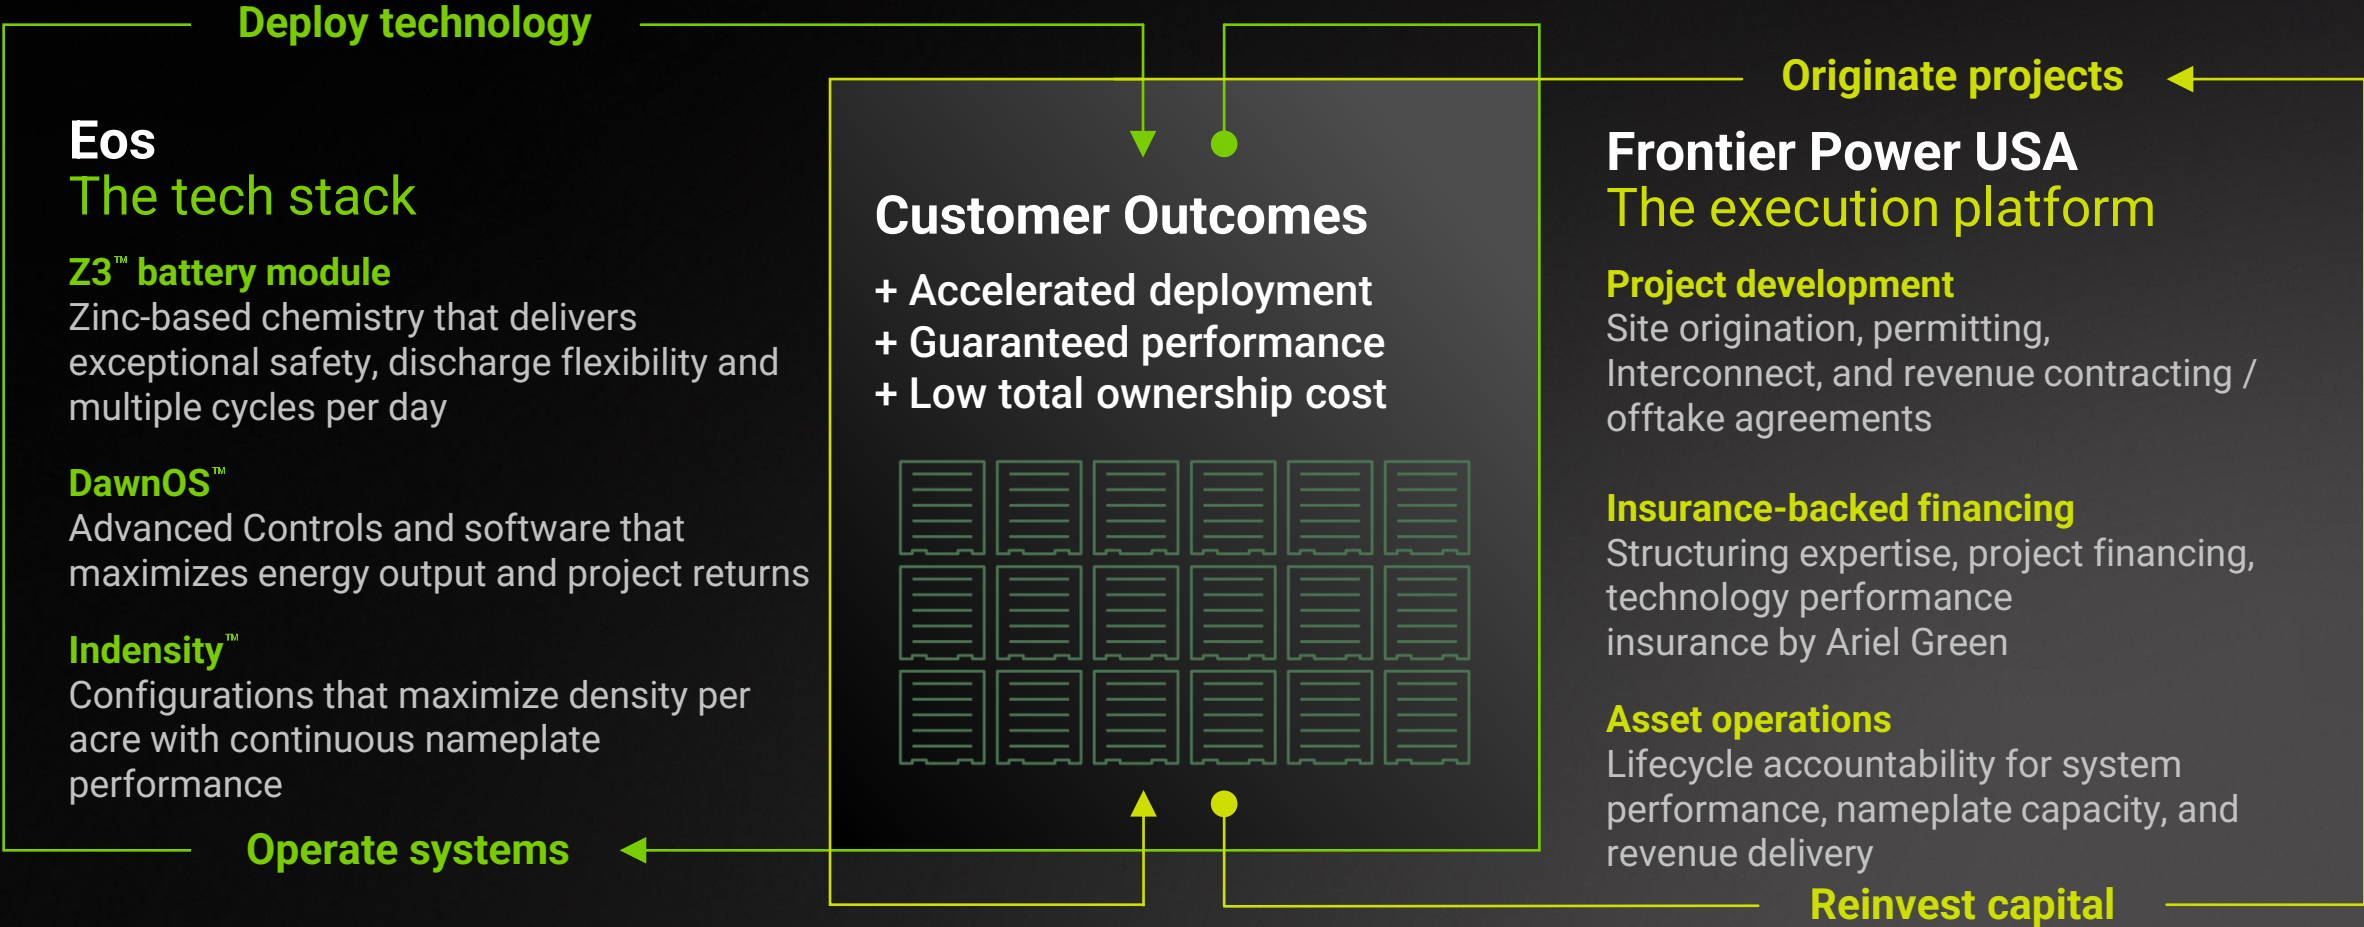 Deploy technology
Originate projects
Eos
The tech stack
Z3™ battery module
Zinc-based chemistry that delivers
exceptional safety, discharge flexibility and
multiple cycles per day
DawnOS™
Advanced Controls and software that
maximizes energy output and project returns
Indensity™
Configurations that maximize density per
acre with continuous nameplate
performance
Operate systems
Customer Outcomes
+ Accelerated deployment
+ Guaranteed performance
+ Low total ownership cost
Frontier Power USA
The execution platform
Project development
Site origination, permitting,
Interconnect, and revenue contracting /
offtake agreements
Insurance-backed financing
Structuring expertise, project financing,
technology performance
insurance by Ariel Green
Asset operations
Lifecycle accountability for system
performance, nameplate capacity, and
revenue delivery
Reinvest capital